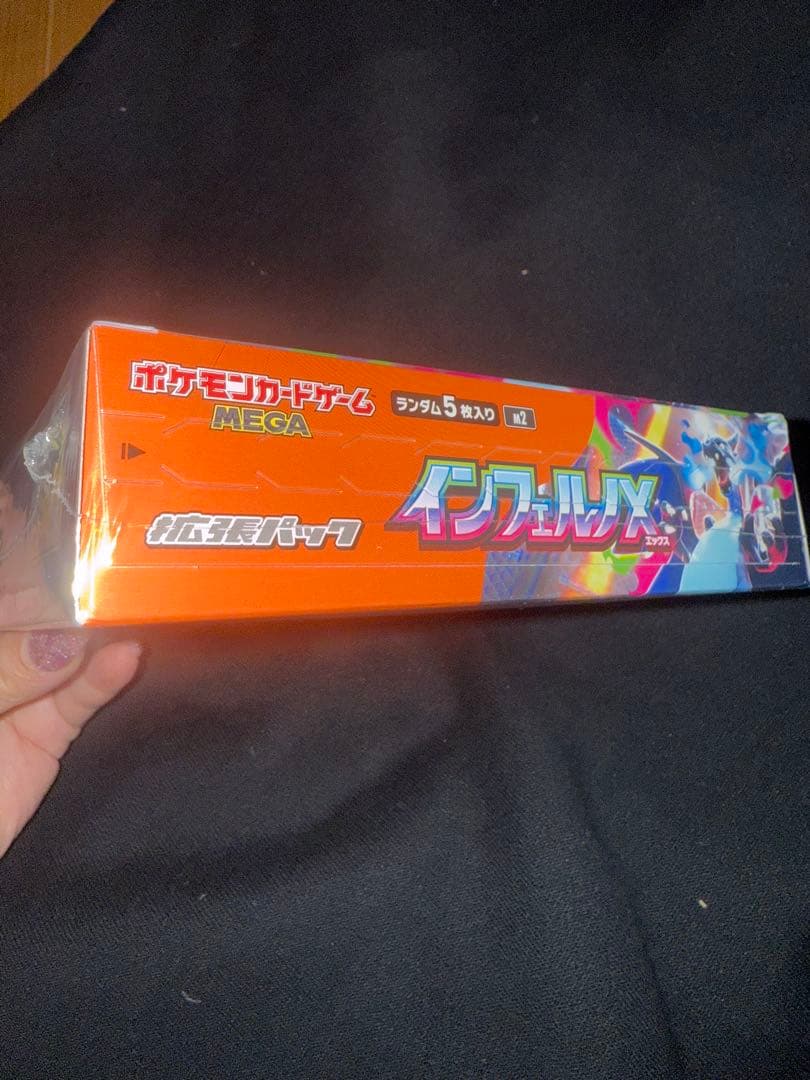 ポケモンカードゲーム
MEGA
ランダム5枚入り
M2
拡張パック
インフェルノX
エックス